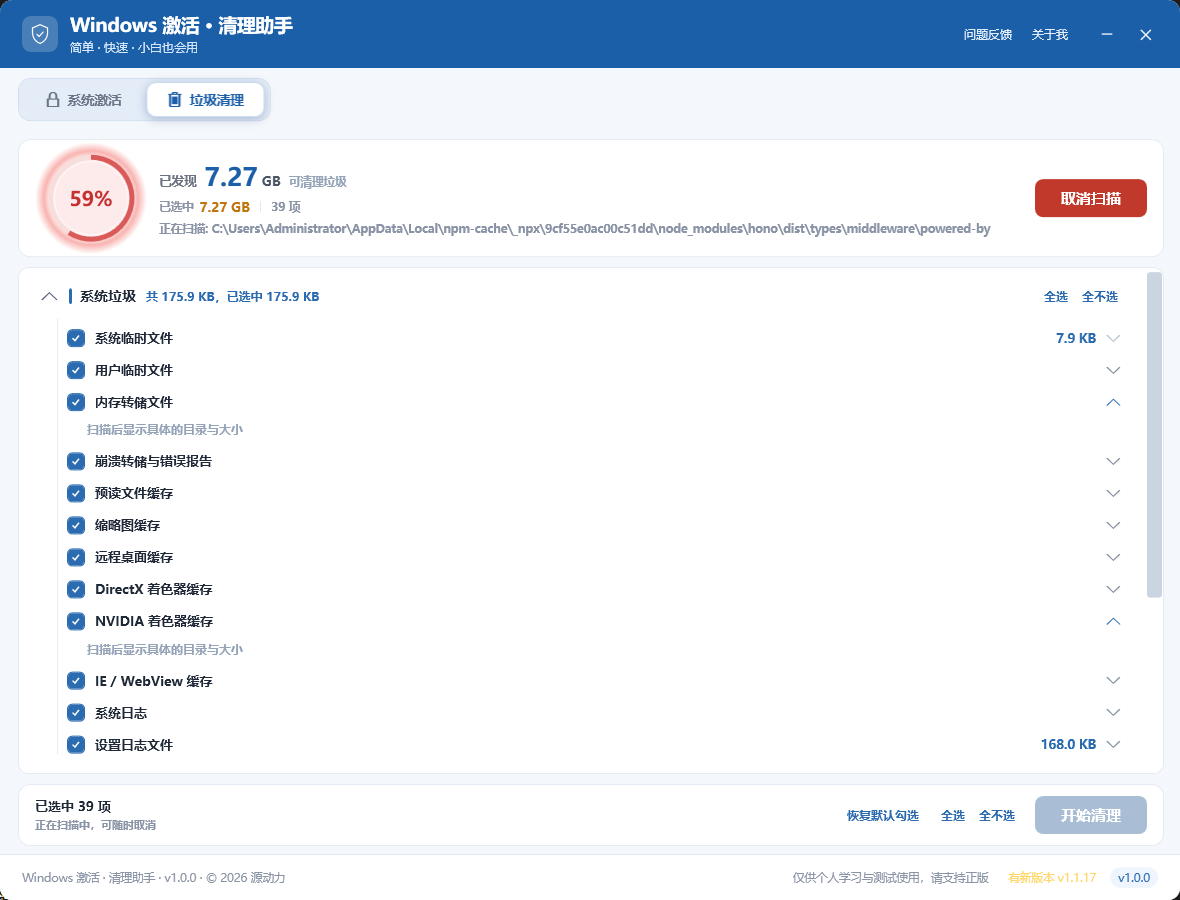 Windows 激活 · 清理助手
简单 · 快速 · 小白也会用
问题反馈 关于我
系统激活 垃圾清理
59%
已发现 7.27 GB 可清理垃圾
已选中 7.27 GB 39 项
正在扫描: C:\Users\Administrator\AppData\Local\npm-cache\_npx\9cf55e0ac00c51dd\node_modules\hono\dist\types\middleware\powered-by
取消扫描
系统垃圾 共 175.9 KB，已选中 175.9 KB 全选 全不选
系统临时文件 7.9 KB
用户临时文件
内存转储文件
扫描后显示具体的目录与大小
崩溃转储与错误报告
预读文件缓存
缩略图缓存
远程桌面缓存
DirectX 着色器缓存
NVIDIA 着色器缓存
扫描后显示具体的目录与大小
IE / WebView 缓存
系统日志
设置日志文件 168.0 KB
已选中 39 项
正在扫描中，可随时取消
恢复默认勾选 全选 全不选 开始清理
Windows 激活 · 清理助手 · v1.0.0 · © 2026 源动力
仅供个人学习与测试使用，请支持正版 有新版本 v1.1.17 v1.0.0